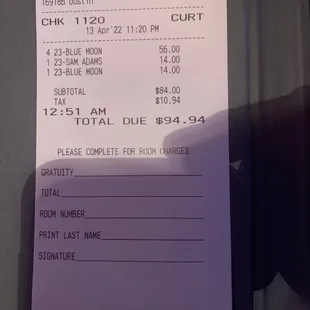 169188 Dustin
CHK 1120 CURT
13 Apr'22 11:20 PM
4 23-BLUE MOON 56.00
1 23-SAM ADAMS 14.00
1 23-BLUE MOON 14.00
SUBTOTAL $84.00
TAX $10.94
12:51 AM
TOTAL DUE $94.94
PLEASE COMPLETE FOR ROOM CHARGES
GRATUITY
TOTAL
ROOM NUMBER
PRINT LAST NAME
SIGNATURE